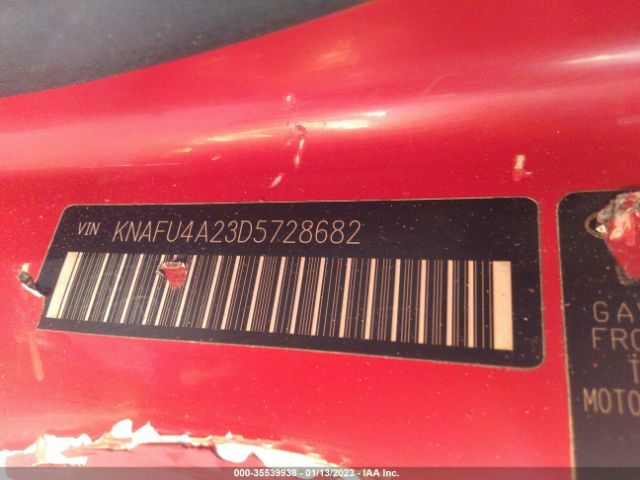 VIN KNAFU4A23D5728682
GA
FRO
T
MOTO
000-35539938 - 01/13/2023 - IAA Inc.